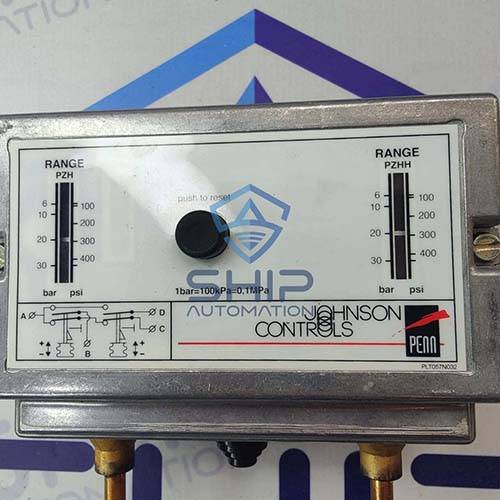 RANGE
PZH
6
10
20
30
100
200
300
400
bar psi
push to reset
RANGE
PZHH
6
10
20
30
100
200
300
400
bar psi
SHIP
AUTOMATION
1bar=100kPa=0,1MPa
JOHNSON
CONTROLS
PENN
A
B
D
C
- +
- +
PLT057N032